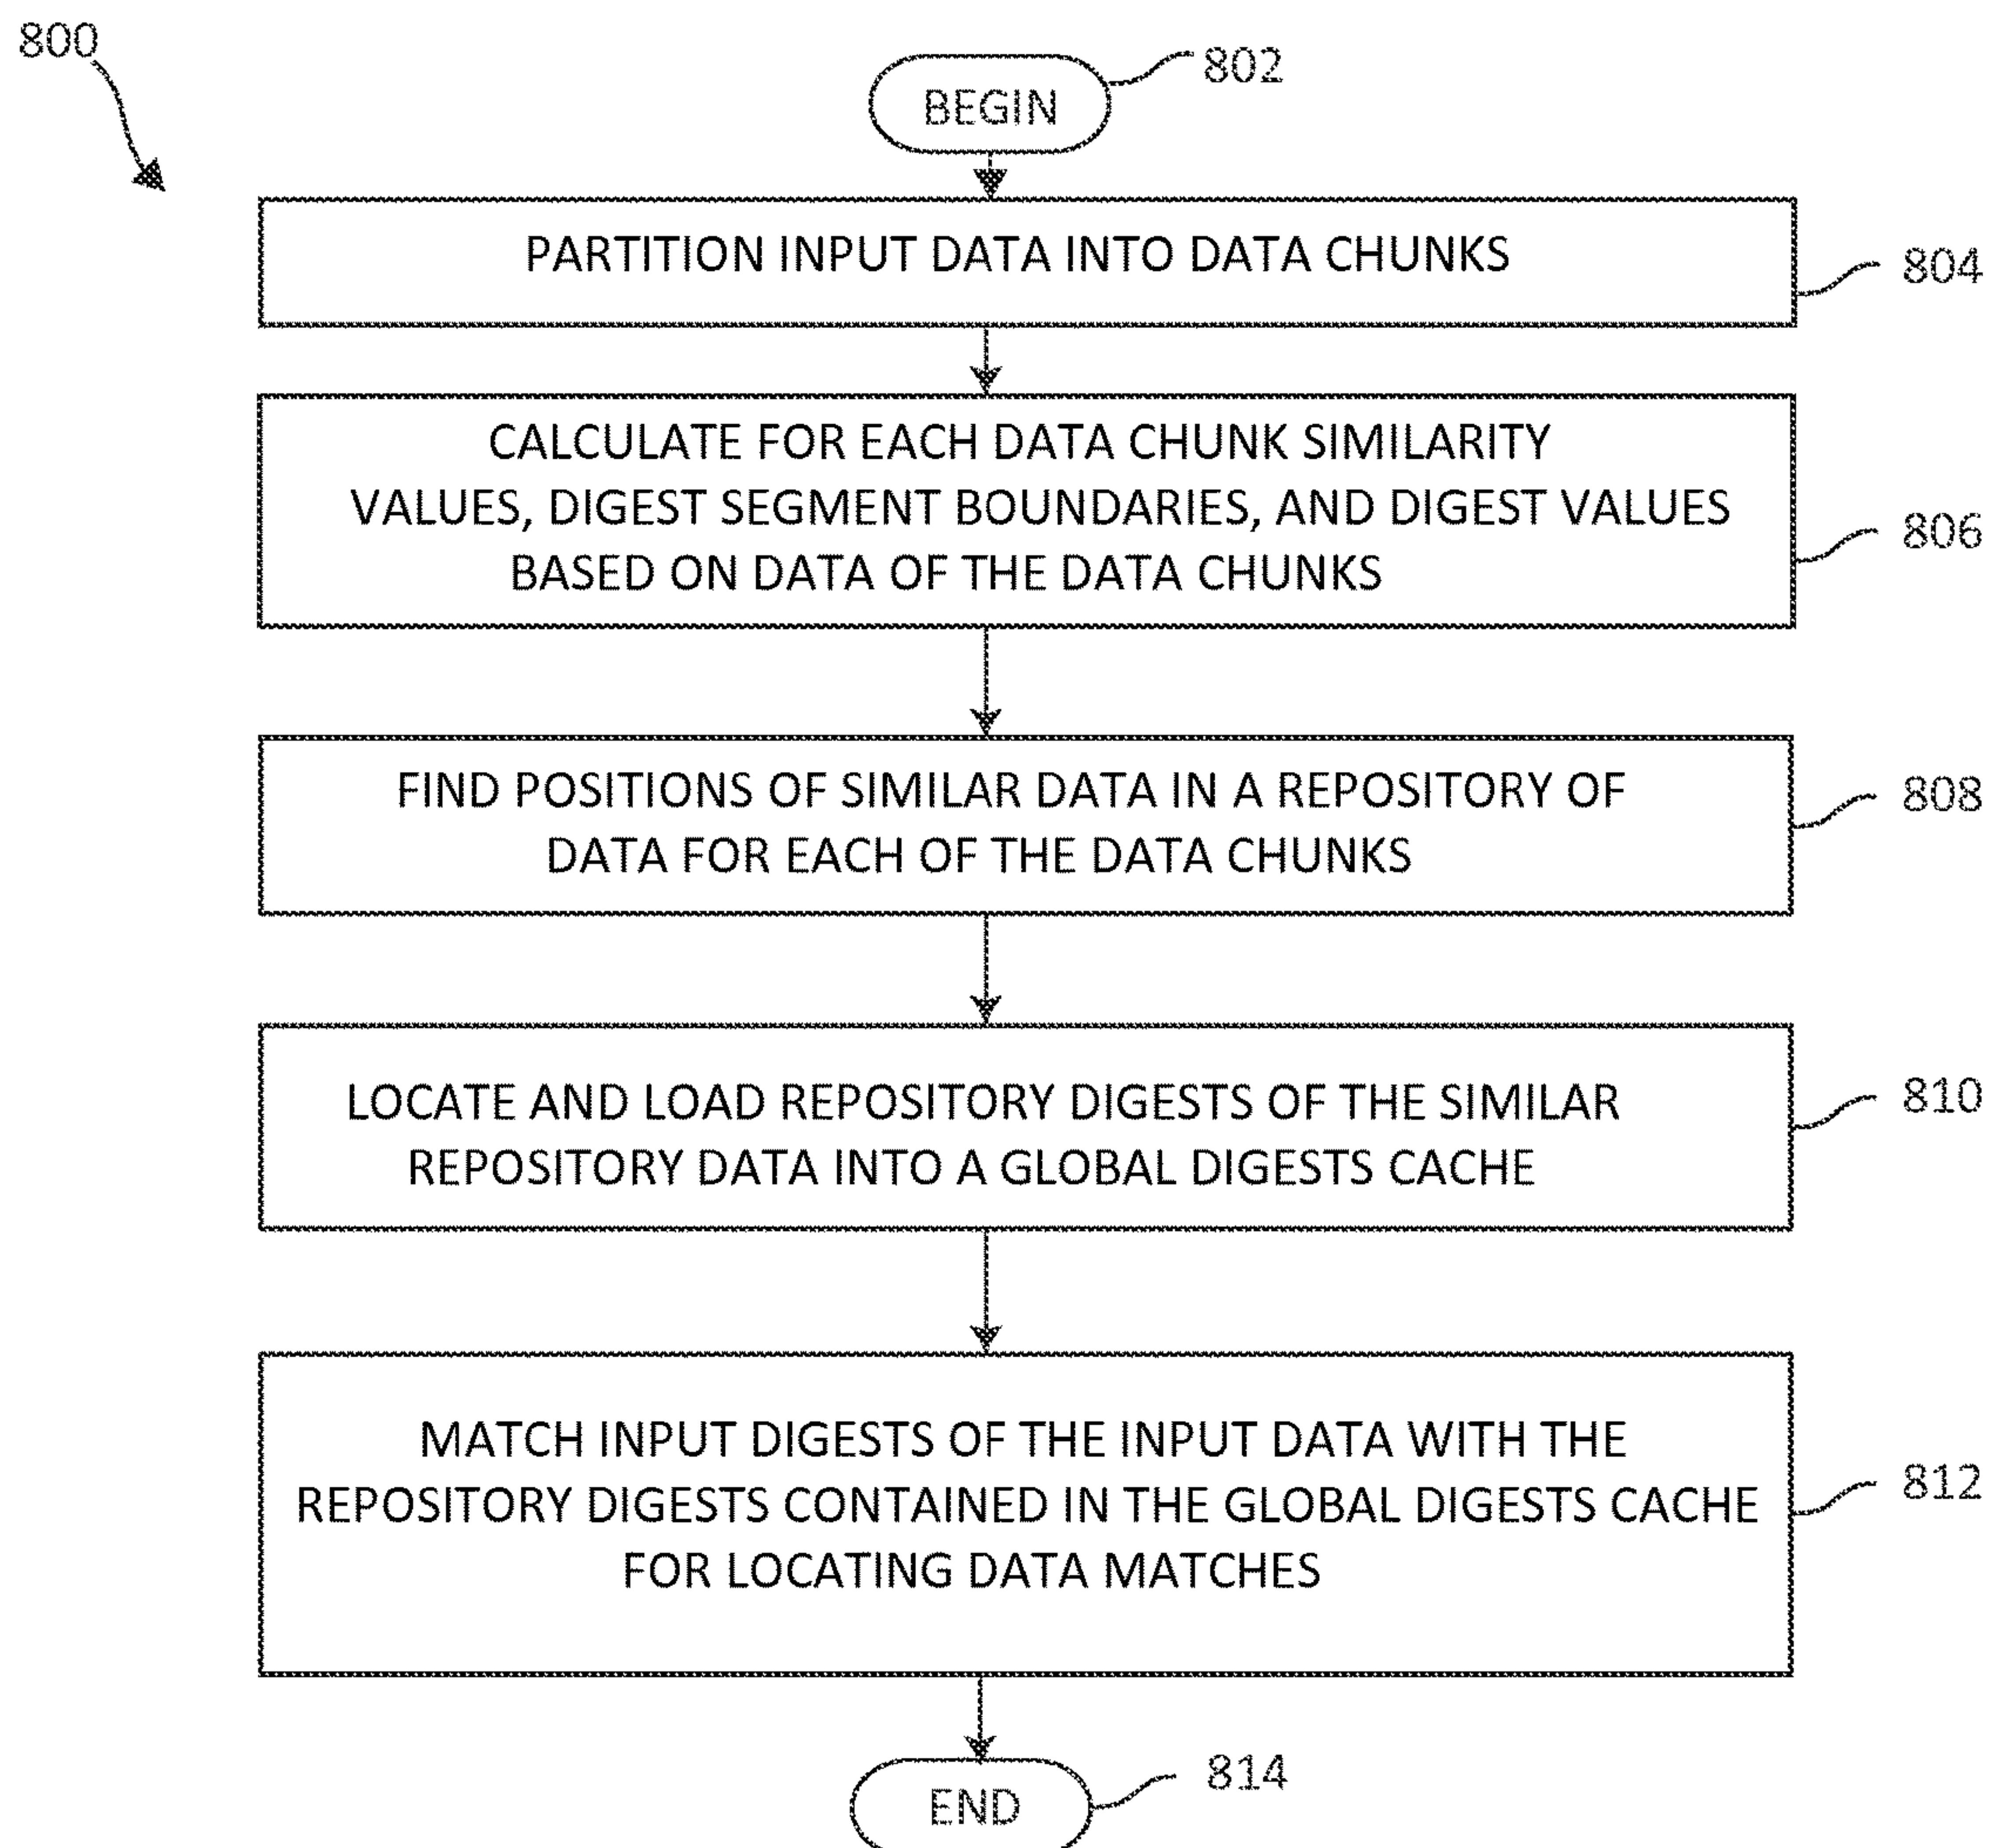 800
802
BEGIN
PARTITION INPUT DATA INTO DATA CHUNKS
804
CALCULATE FOR EACH DATA CHUNK SIMILARITY
VALUES, DIGEST SEGMENT BOUNDARIES, AND DIGEST VALUES
BASED ON DATA OF THE DATA CHUNKS
806
FIND POSITIONS OF SIMILAR DATA IN A REPOSITORY OF
DATA FOR EACH OF THE DATA CHUNKS
808
LOCATE AND LOAD REPOSITORY DIGESTS OF THE SIMILAR
REPOSITORY DATA INTO A GLOBAL DIGESTS CACHE
810
MATCH INPUT DIGESTS OF THE INPUT DATA WITH THE
REPOSITORY DIGESTS CONTAINED IN THE GLOBAL DIGESTS CACHE
FOR LOCATING DATA MATCHES
812
END
814